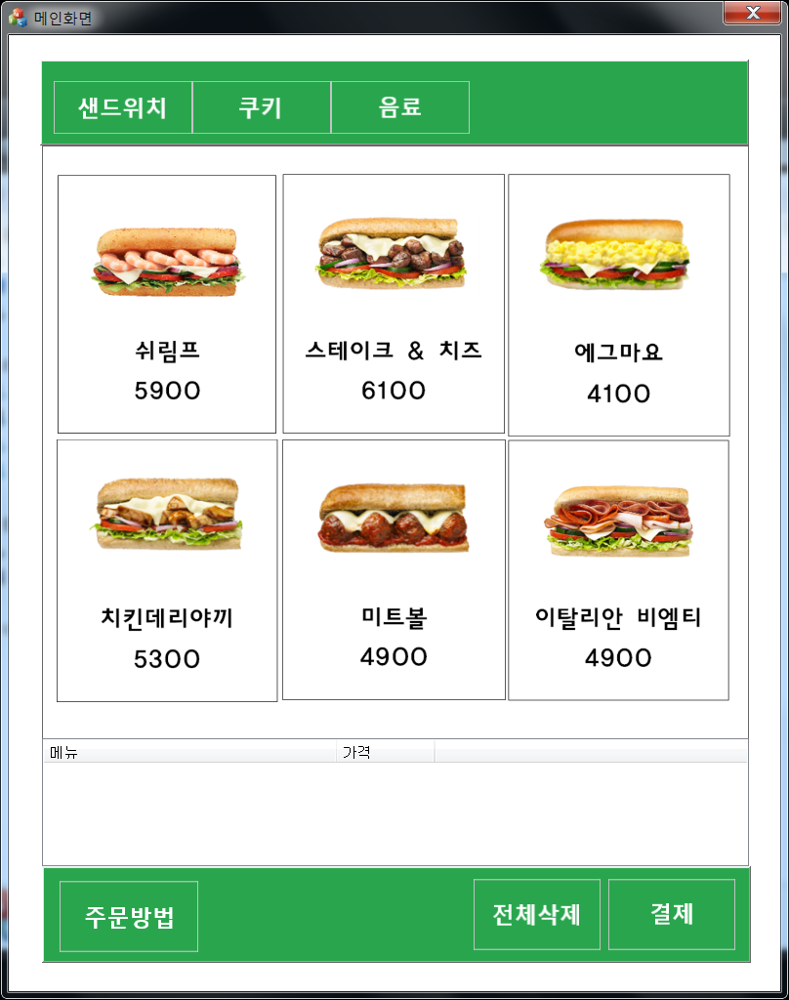 메인화면
샌드위치 쿠키 음료
쉬림프
5900
스테이크 & 치즈
6100
에그마요
4100
치킨데리야끼
5300
미트볼
4900
이탈리안 비엠티
4900
메뉴 가격
주문방법 전체삭제 결제